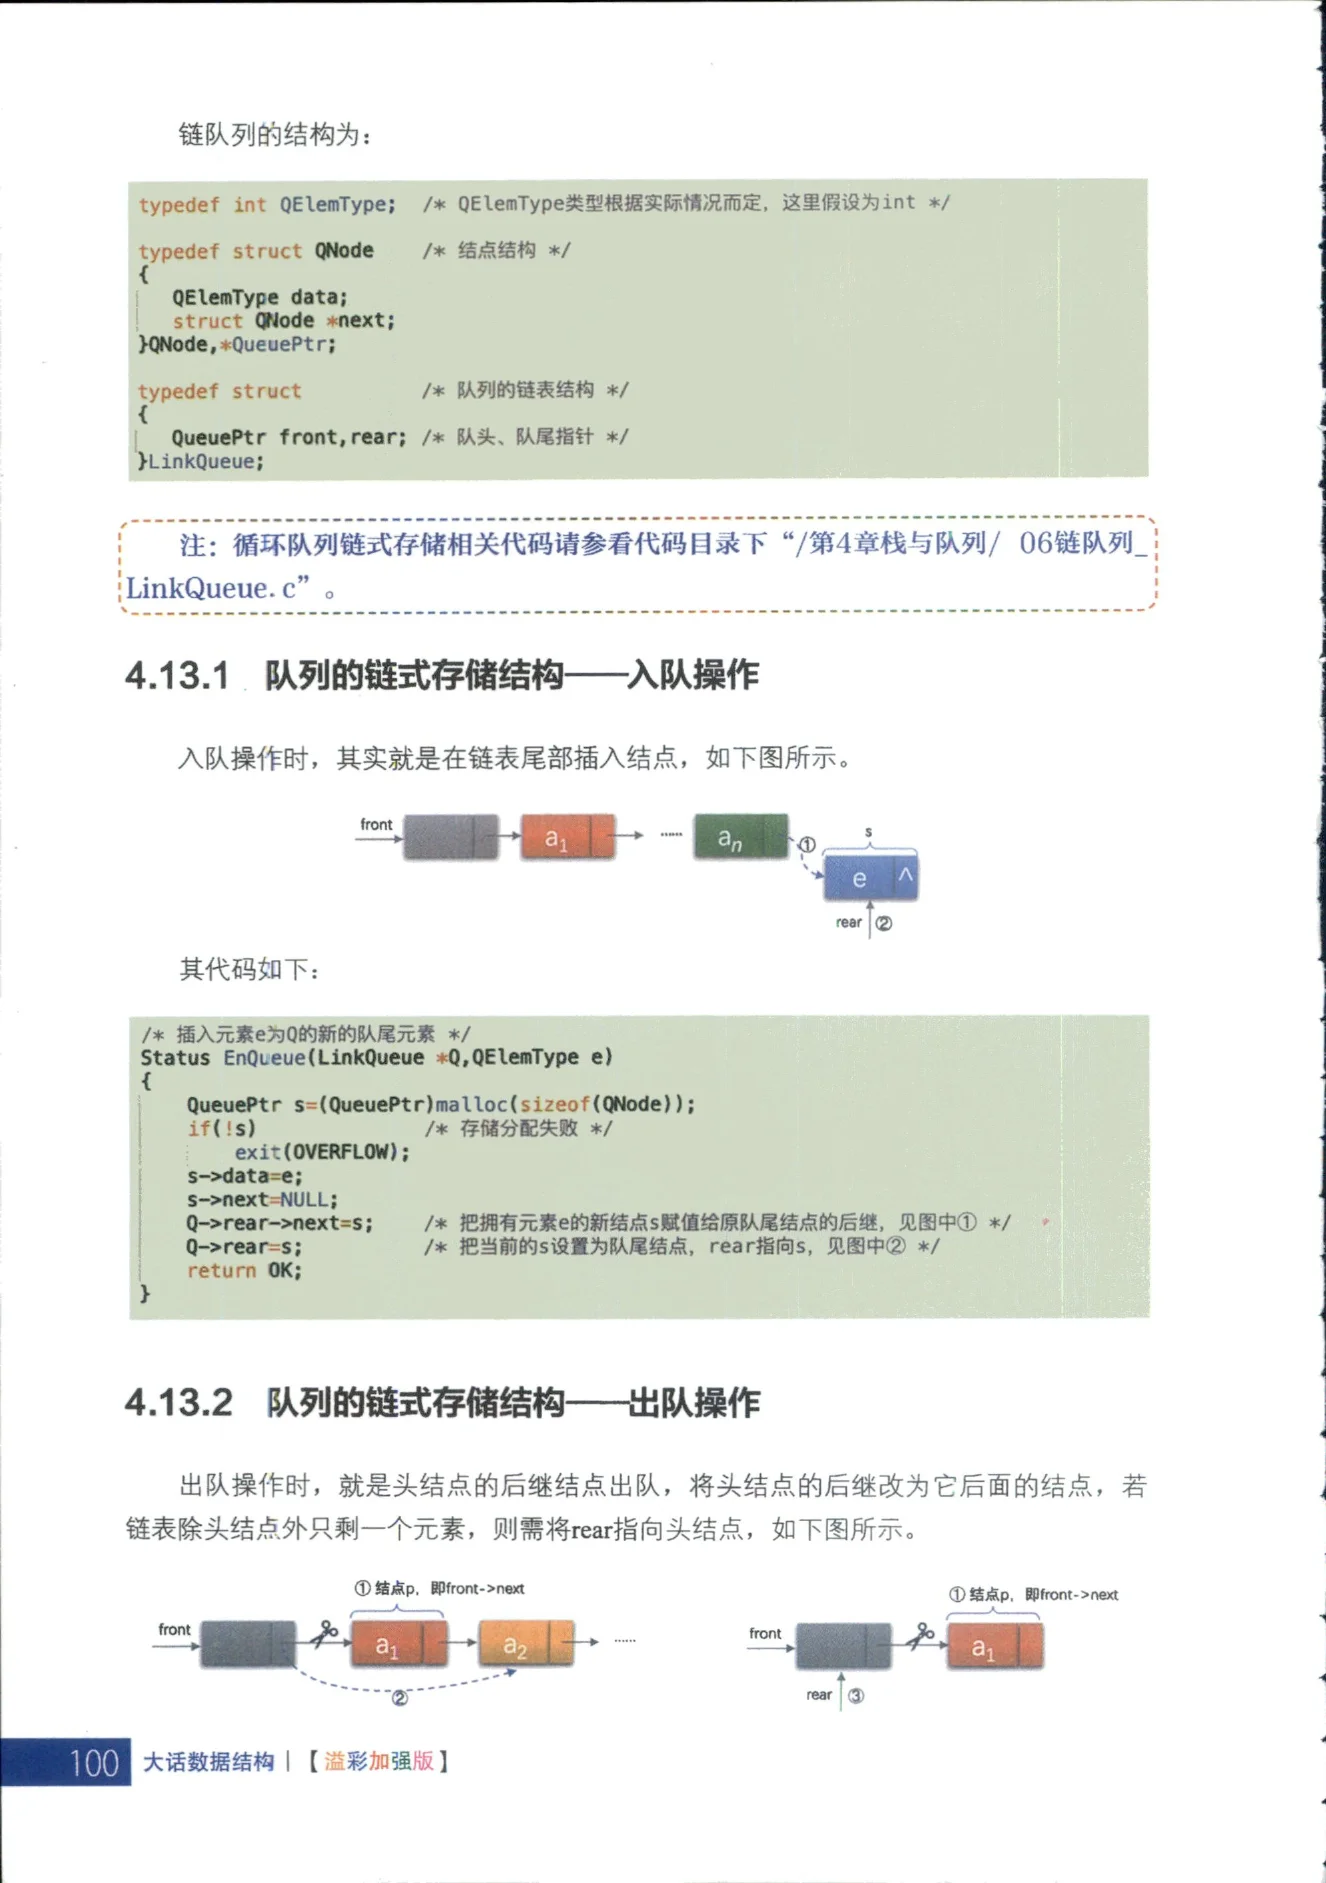 链队列的结构为：
typedef int QElemType;  /* QElemType类型根据实际情况而定，这里假设为int */
typedef struct QNode    /* 结点结构 */
{
   QElemType data;
   struct QNode *next;
}QNode,*QueuePtr;
typedef struct          /* 队列的链表结构 */
{
   QueuePtr front,rear; /* 队头、队尾指针 */
}LinkQueue;
注：循环队列链式存储相关代码请参看代码目录下“/第4章栈与队列/ 06链队列_
LinkQueue.c”。
4.13.1 队列的链式存储结构——入队操作
入队操作时，其实就是在链表尾部插入结点，如下图所示。
front a1 …… an ① s
e ^
rear ②
其代码如下：
/* 插入元素e为Q的新的队尾元素 */
Status EnQueue(LinkQueue *Q,QElemType e)
{
    QueuePtr s=(QueuePtr)malloc(sizeof(QNode));
    if(!s)              /* 存储分配失败 */
        exit(OVERFLOW);
    s->data=e;
    s->next=NULL;
    Q->rear->next=s;    /* 把拥有元素e的新结点s赋值给原队尾结点的后继，见图中① */
    Q->rear=s;          /* 把当前的s设置为队尾结点，rear指向s，见图中② */
    return OK;
}
4.13.2 队列的链式存储结构——出队操作
出队操作时，就是头结点的后继结点出队，将头结点的后继改为它后面的结点，若
链表除头结点外只剩一个元素，则需将rear指向头结点，如下图所示。
①结点p，即front->next
front a1 a2 ……
②
①结点p，即front->next
front a1
rear ③
100 大话数据结构 | 【溢彩加强版】